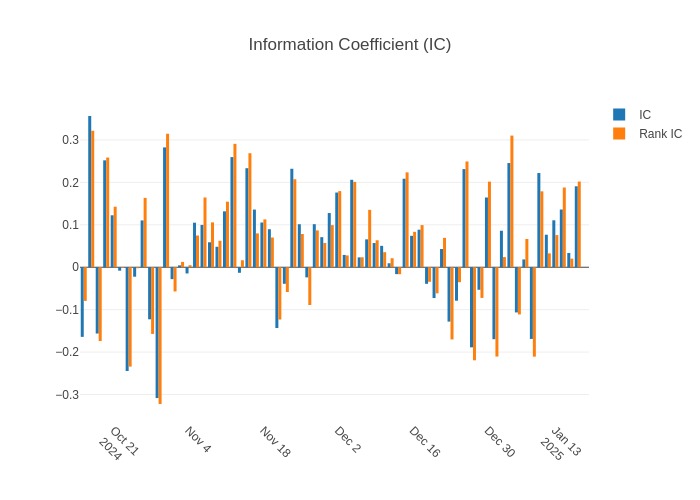 Information Coefficient (IC)
IC
Rank IC
0.3
0.2
0.1
0
−0.1
−0.2
−0.3
Oct 21
2024
Nov 4
Nov 18
Dec 2
Dec 16
Dec 30
Jan 13
2025